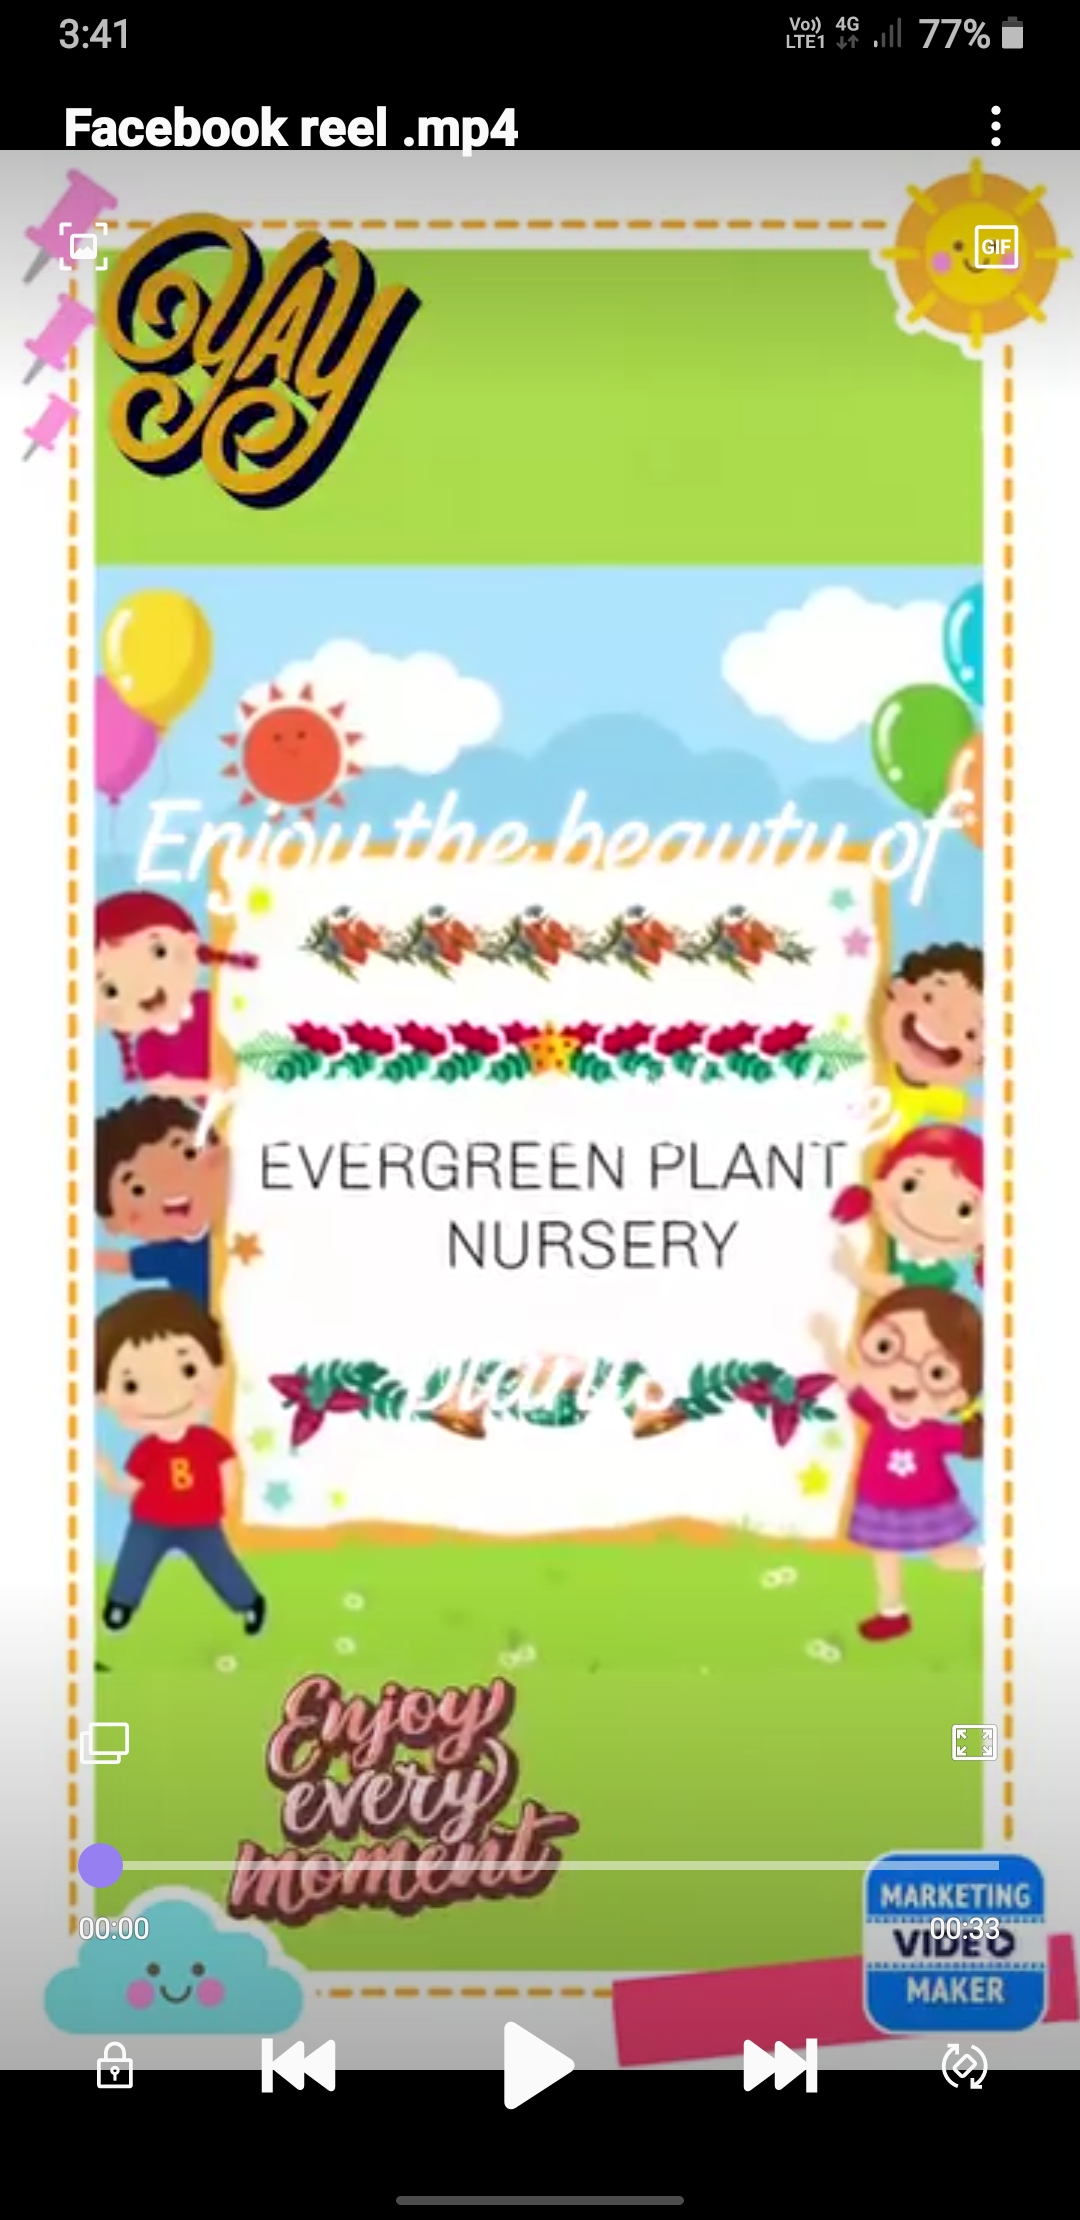 3:41
Vo)) 4G
LTE1
77%
Facebook reel .mp4
GIF
YAY
Enjoy the beauty of
EVERGREEN PLANT
NURSERY
plants
B
Enjoy
every
moment
00:00
00:33
MARKETING
VIDEO
MAKER